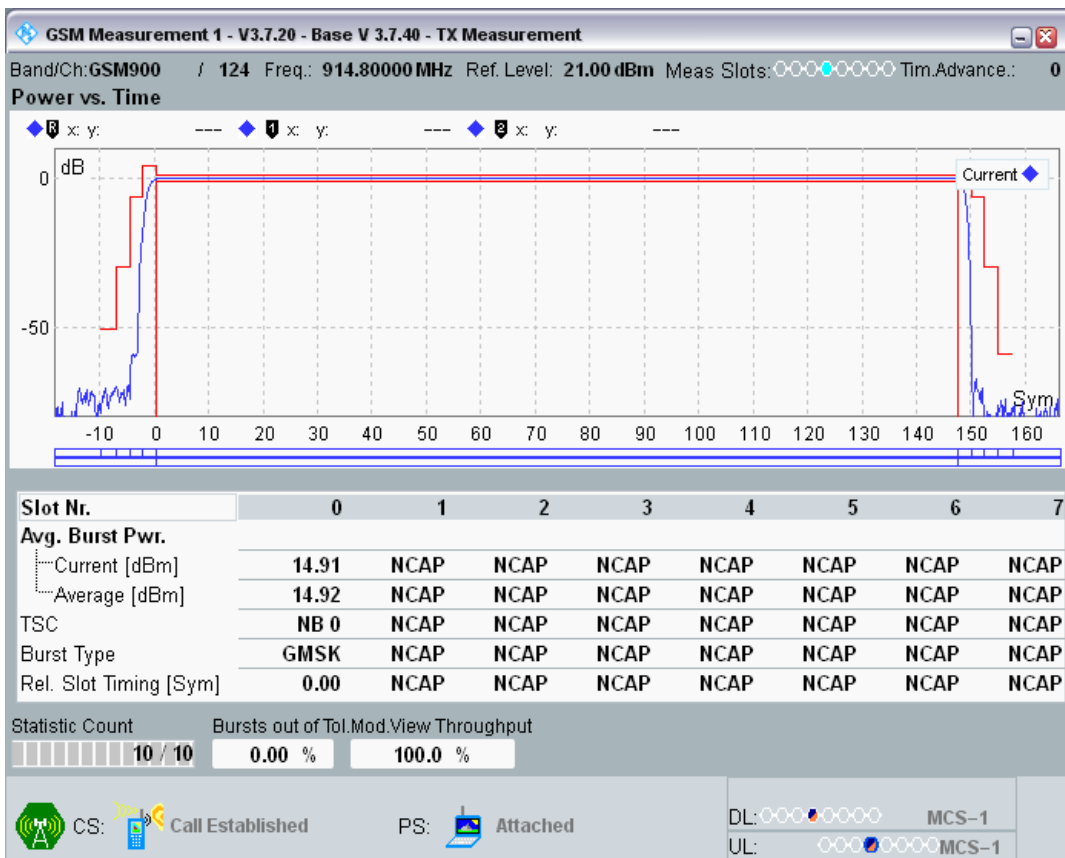 GSM Measurement 1 - V3.7.20 - Base V 3.7.40 - TX Measurement
Band/Ch:GSM900 / 124 Freq.: 914.80000 MHz Ref. Level: 21.00 dBm Meas Slots: Tim.Advance.: 0
Power vs. Time
R x: y: --- 1 x: y: --- 2 x: y: ---
dB
Current
0
-50
Sym
-10 0 10 20 30 40 50 60 70 80 90 100 110 120 130 140 150 160
Slot Nr. 0 1 2 3 4 5 6 7
Avg. Burst Pwr.
Current [dBm] 14.91 NCAP NCAP NCAP NCAP NCAP NCAP NCAP
Average [dBm] 14.92 NCAP NCAP NCAP NCAP NCAP NCAP NCAP
TSC NB 0 NCAP NCAP NCAP NCAP NCAP NCAP NCAP
Burst Type GMSK NCAP NCAP NCAP NCAP NCAP NCAP NCAP
Rel. Slot Timing [Sym] 0.00 NCAP NCAP NCAP NCAP NCAP NCAP NCAP
Statistic Count Bursts out of Tol. Mod.View Throughput
10 / 10 0.00 % 100.0 %
CS: Call Established PS: Attached
DL: MCS-1
UL: MCS-1